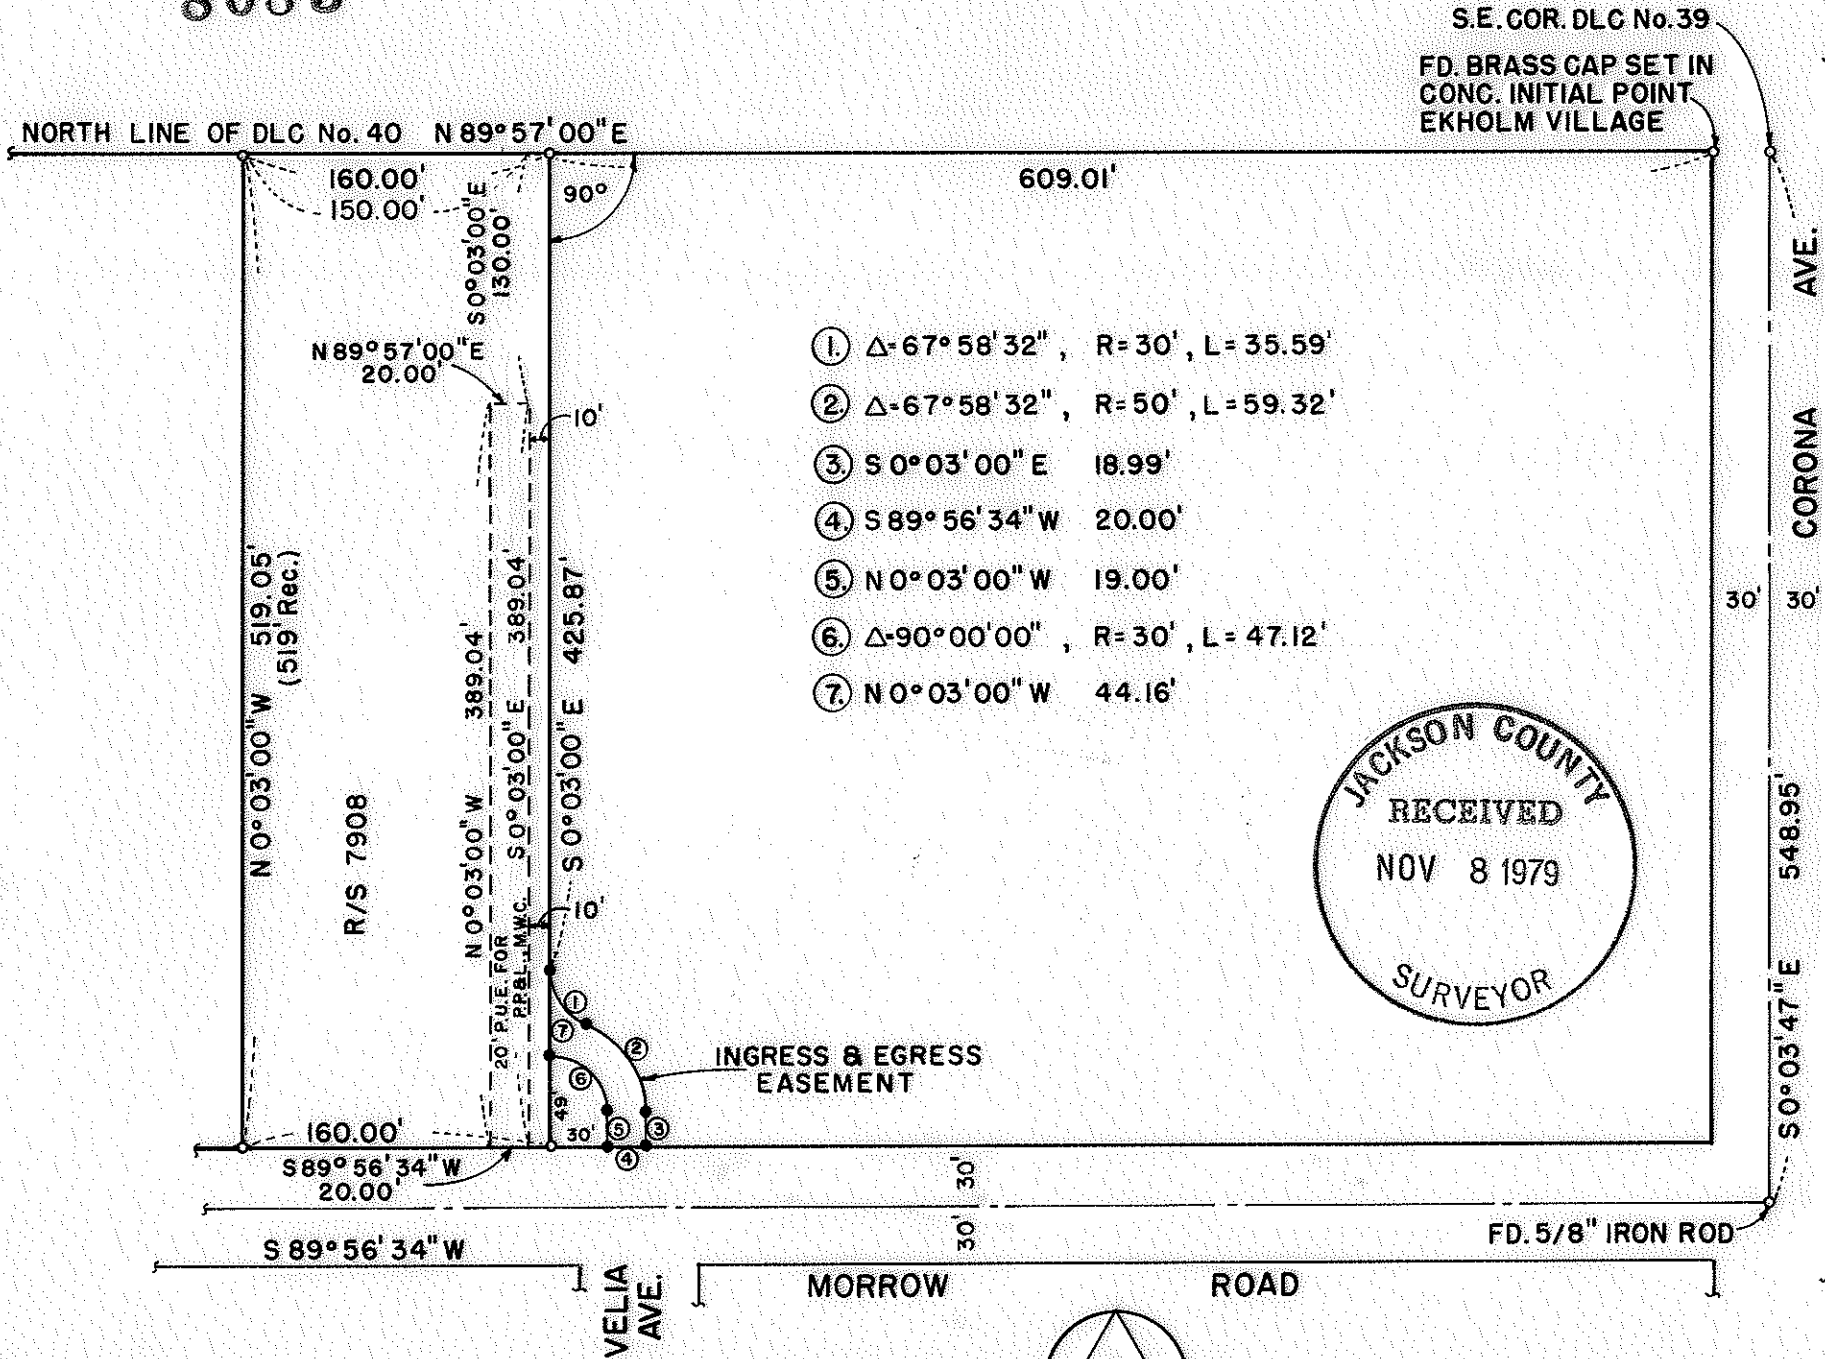 S.E. COR. DLC No. 39
FD. BRASS CAP SET IN
CONC. INITIAL POINT
EKHOLM VILLAGE
NORTH LINE OF DLC No. 40 N 89° 57' 00" E
160.00'
150.00'
S 0° 03' 00" E
130.00'
90°
609.01'
N 89° 57' 00" E
20.00'
10'
① Δ=67° 58' 32", R=30', L=35.59'
② Δ=67° 58' 32", R=50', L=59.32'
③ S 0° 03' 00" E 18.99'
④ S 89° 56' 34" W 20.00'
⑤ N 0° 03' 00" W 19.00'
⑥ Δ=90° 00' 00", R=30', L=47.12'
⑦ N 0° 03' 00" W 44.16'
N 0° 03' 00" W 519.05'
(519' Rec.)
R/S 7908
N 0° 03' 00" W 389.04'
20' P.U.E. FOR
P.P.&L., M.W.C.
S 0° 03' 00" E 389.04'
S 0° 03' 00" E 425.87'
10'
①
⑦
②
⑥
49'
30'
⑤
③
④
INGRESS & EGRESS
EASEMENT
JACKSON COUNTY
RECEIVED
NOV 8 1979
SURVEYOR
CORONA AVE.
30' 30'
S 0° 03' 47" E 548.95'
160.00'
S 89° 56' 34" W
20.00'
30'
30'
FD. 5/8" IRON ROD
S 89° 56' 34" W
VELIA
AVE.
MORROW ROAD